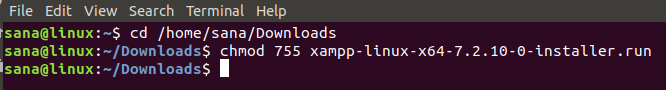 File Edit View Search Terminal Help
sana@linux:~$ cd /home/sana/Downloads
sana@linux:~/Downloads$ chmod 755 xampp-linux-x64-7.2.10-0-installer.run
sana@linux:~/Downloads$